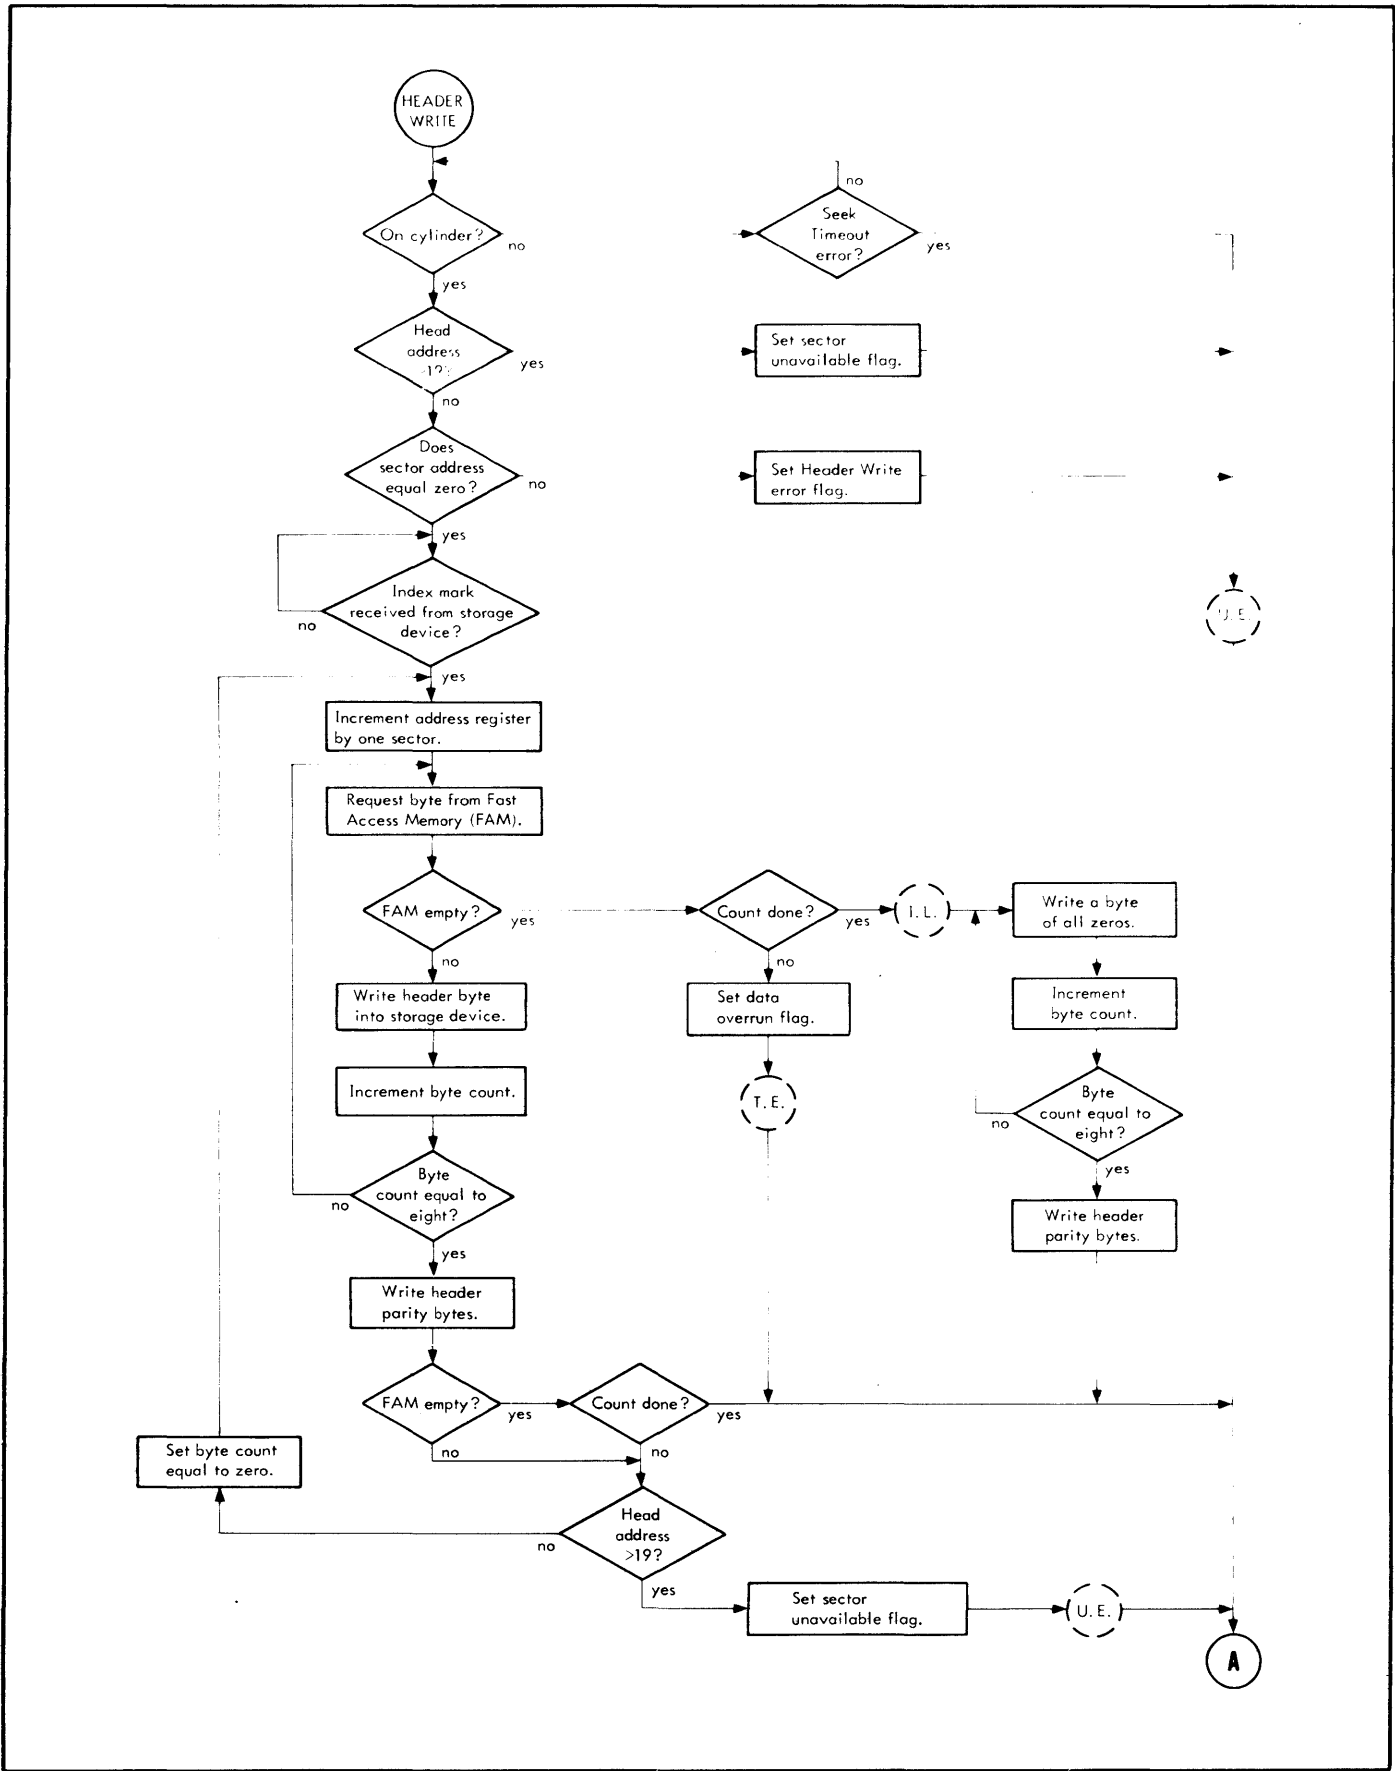 HEADER
WRITE
no
On cylinder?
no
Seek
Timeout
error?
yes
yes
Head
address
yes
Set sector
unavailable flag.
no
Does
sector address
equal zero?
no
Set Header Write
error flag.
yes
Index mark
received from storage
device?
no
U.E.
yes
Increment address register
by one sector.
Request byte from Fast
Access Memory (FAM).
FAM empty?
yes
Count done?
yes
I.L.
Write a byte
of all zeros.
no
no
Write header byte
into storage device.
Set data
overrun flag.
Increment
byte count.
Increment byte count.
T.E.
Byte
count equal to
eight?
no
yes
Byte
count equal to
eight?
no
yes
Write header
parity bytes.
Write header
parity bytes.
FAM empty?
yes
Count done?
yes
no
no
Set byte count
equal to zero.
Head
address
>19?
no
yes
Set sector
unavailable flag.
U.E.
A